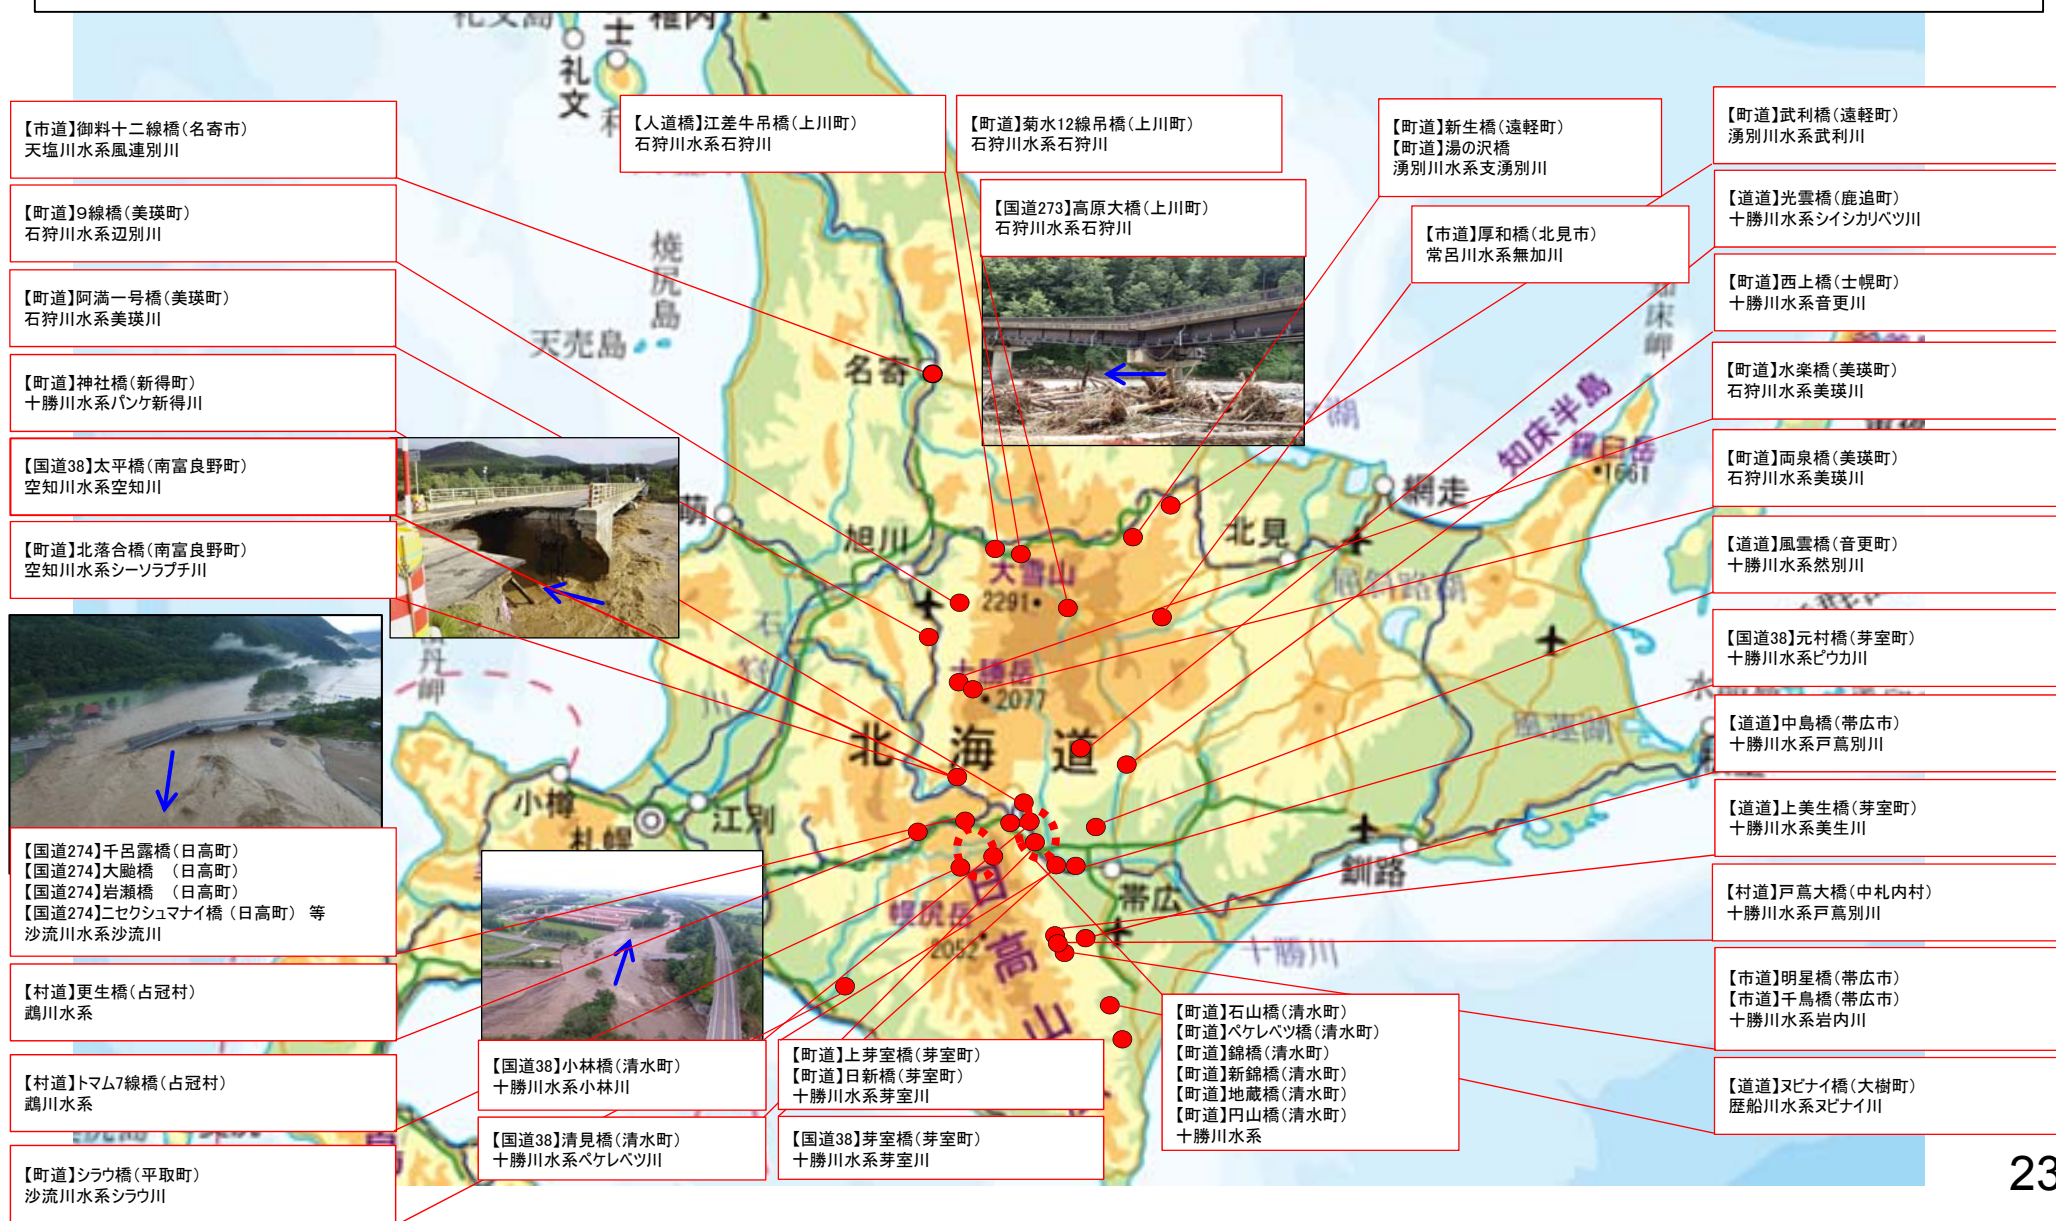 【市道】御料十二線橋（名寄市）
天塩川水系風連別川
【町道】9線橋（美瑛町）
石狩川水系辺別川
【町道】阿満一号橋（美瑛町）
石狩川水系美瑛川
【町道】神社橋（新得町）
十勝川水系パンケ新得川
【国道38】太平橋（南富良野町）
空知川水系空知川
【町道】北落合橋（南富良野町）
空知川水系シーソラプチ川
【国道274】千呂露橋（日高町）
【国道274】大颱橋　（日高町）
【国道274】岩瀬橋　（日高町）
【国道274】ニセクシュマナイ橋（日高町）　等
沙流川水系沙流川
【村道】更生橋（占冠村）
鵡川水系
【村道】トマム7線橋（占冠村）
鵡川水系
【町道】シラウ橋（平取町）
沙流川水系シラウ川
【人道橋】江差牛吊橋（上川町）
石狩川水系石狩川
【町道】菊水12線吊橋（上川町）
石狩川水系石狩川
【国道273】高原大橋（上川町）
石狩川水系石狩川
【町道】新生橋（遠軽町）
【町道】湯の沢橋
湧別川水系支湧別川
【市道】厚和橋（北見市）
常呂川水系無加川
【町道】武利橋（遠軽町）
湧別川水系武利川
【道道】光雲橋（鹿追町）
十勝川水系シイシカリベツ川
【町道】西上橋（士幌町）
十勝川水系音更川
【町道】水楽橋（美瑛町）
石狩川水系美瑛川
【町道】両泉橋（美瑛町）
石狩川水系美瑛川
【道道】風雲橋（音更町）
十勝川水系然別川
【国道38】元村橋（芽室町）
十勝川水系ピウカ川
【道道】中島橋（帯広市）
十勝川水系戸蔦別川
【道道】上美生橋（芽室町）
十勝川水系美生川
【村道】戸蔦大橋（中札内村）
十勝川水系戸蔦別川
【市道】明星橋（帯広市）
【市道】千鳥橋（帯広市）
十勝川水系岩内川
【道道】ヌビナイ橋（大樹町）
歴船川水系ヌビナイ川
【国道38】小林橋（清水町）
十勝川水系小林川
【国道38】清見橋（清水町）
十勝川水系ペケレベツ川
【町道】上芽室橋（芽室町）
【町道】日新橋（芽室町）
十勝川水系芽室川
【国道38】芽室橋（芽室町）
十勝川水系芽室川
【町道】石山橋（清水町）
【町道】ペケレベツ橋（清水町）
【町道】錦橋（清水町）
【町道】新錦橋（清水町）
【町道】地蔵橋（清水町）
【町道】円山橋（清水町）
十勝川水系
礼文
焼尻島
天売島
名寄
旭川
大雪山
2291
北見
網走
知床半島
羅臼岳
1661
十勝岳
2077
北海道
石狩川
小樽
札幌
江別
幌尻岳
2052
日高山
帯広
十勝川
釧路
風蓮湖
23